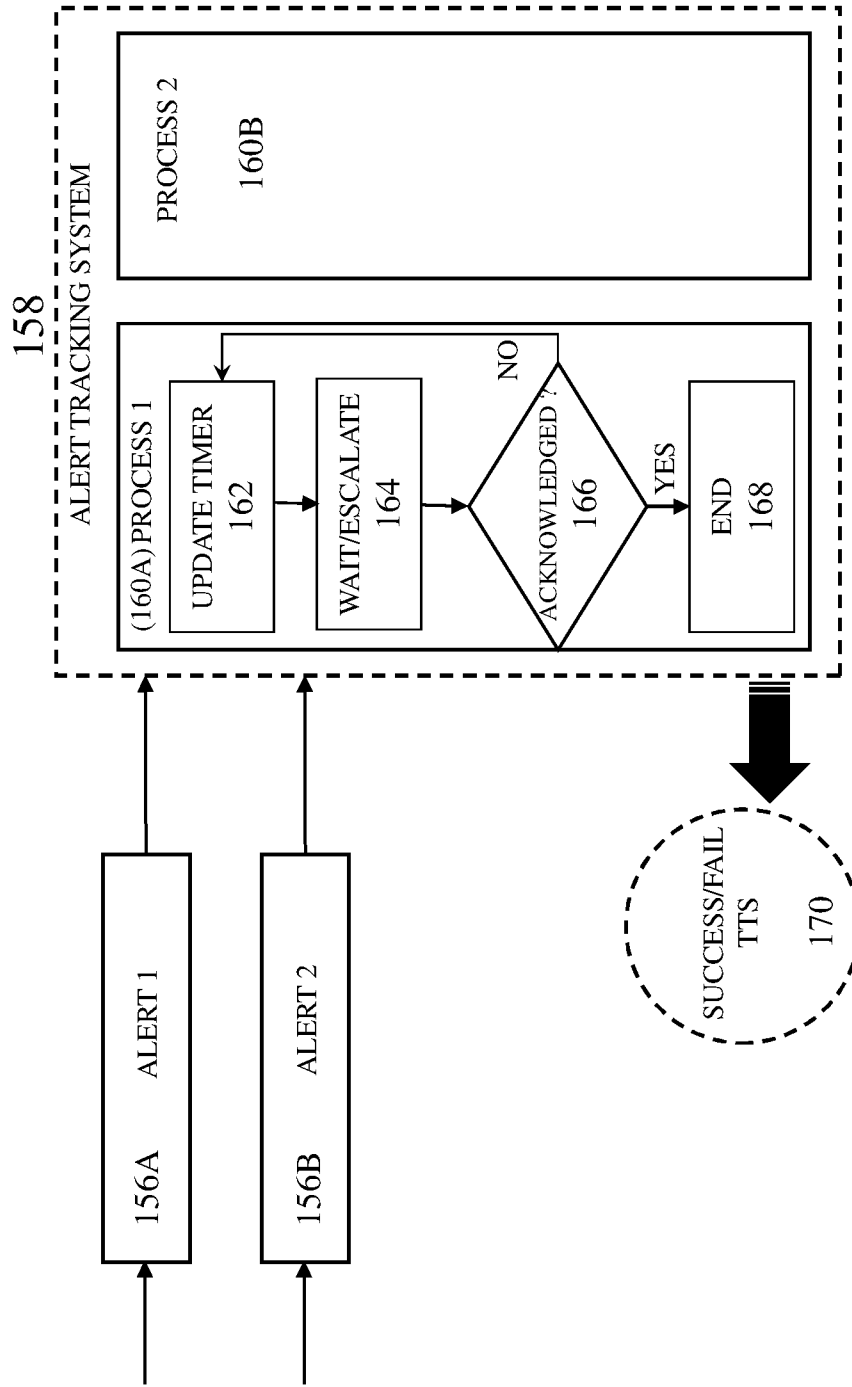 158
ALERT TRACKING SYSTEM
(160A) PROCESS 1
UPDATE TIMER
162
WAIT/ESCALATE
164
ACKNOWLEDGED ?
166
NO
YES
END
168
PROCESS 2
160B
156A
ALERT 1
156B
ALERT 2
SUCCESS/FAIL
TTS
170